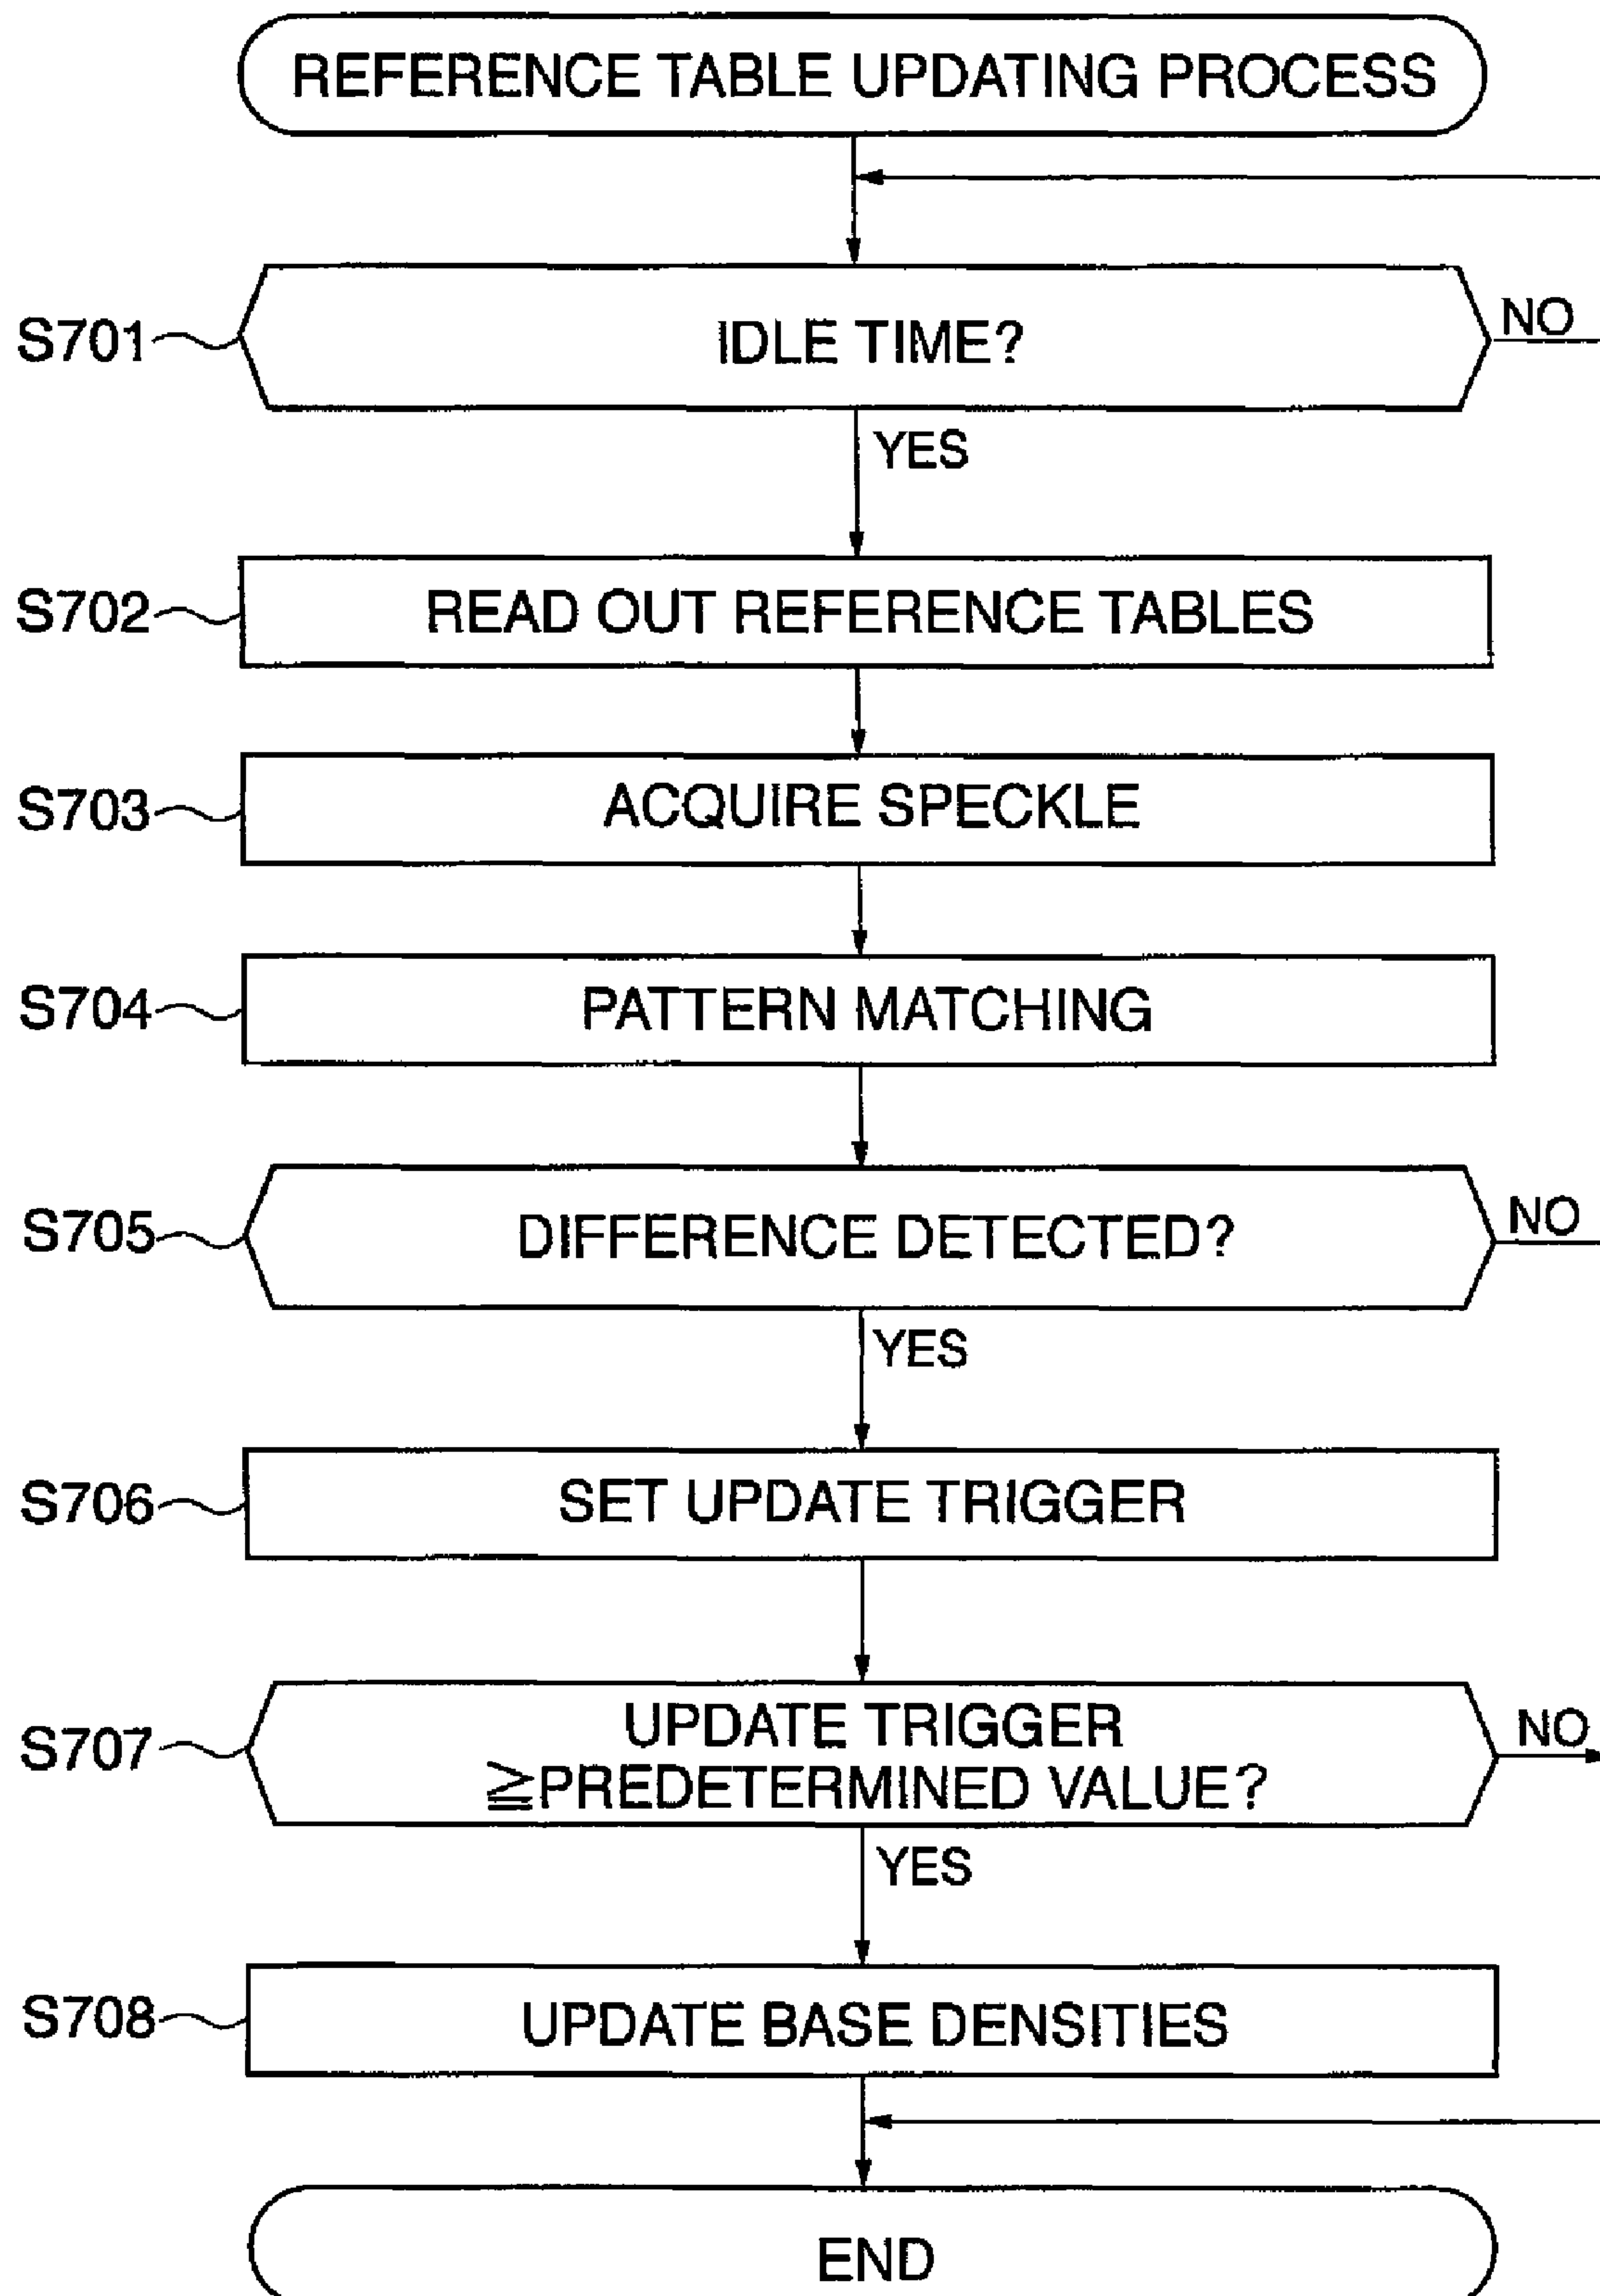 REFERENCE TABLE UPDATING PROCESS
S701
IDLE TIME?
NO
YES
S702
READ OUT REFERENCE TABLES
S703
ACQUIRE SPECKLE
S704
PATTERN MATCHING
S705
DIFFERENCE DETECTED?
NO
YES
S706
SET UPDATE TRIGGER
S707
UPDATE TRIGGER
≧PREDETERMINED VALUE?
NO
YES
S708
UPDATE BASE DENSITIES
END